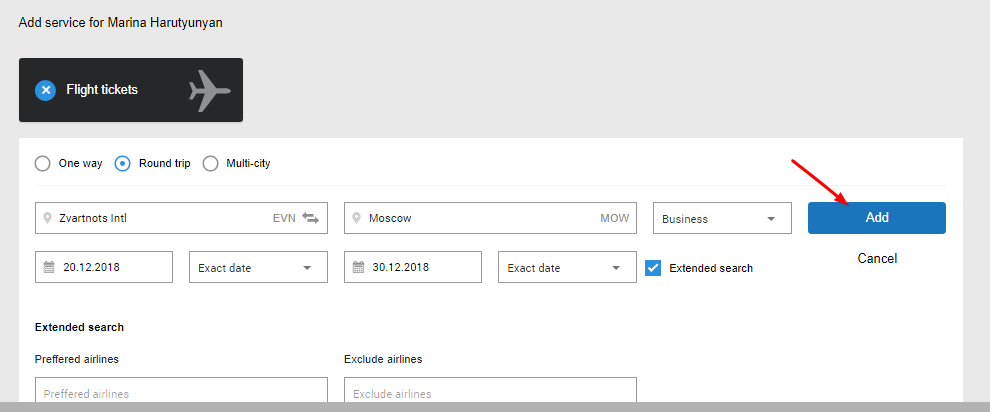 Add service for Marina Harutyunyan
Flight tickets
One way Round trip Multi-city
Zvartnots Intl EVN Moscow MOW Business Add
20.12.2018 Exact date 30.12.2018 Exact date Extended search Cancel
Extended search
Preffered airlines Exclude airlines
Preffered airlines Exclude airlines